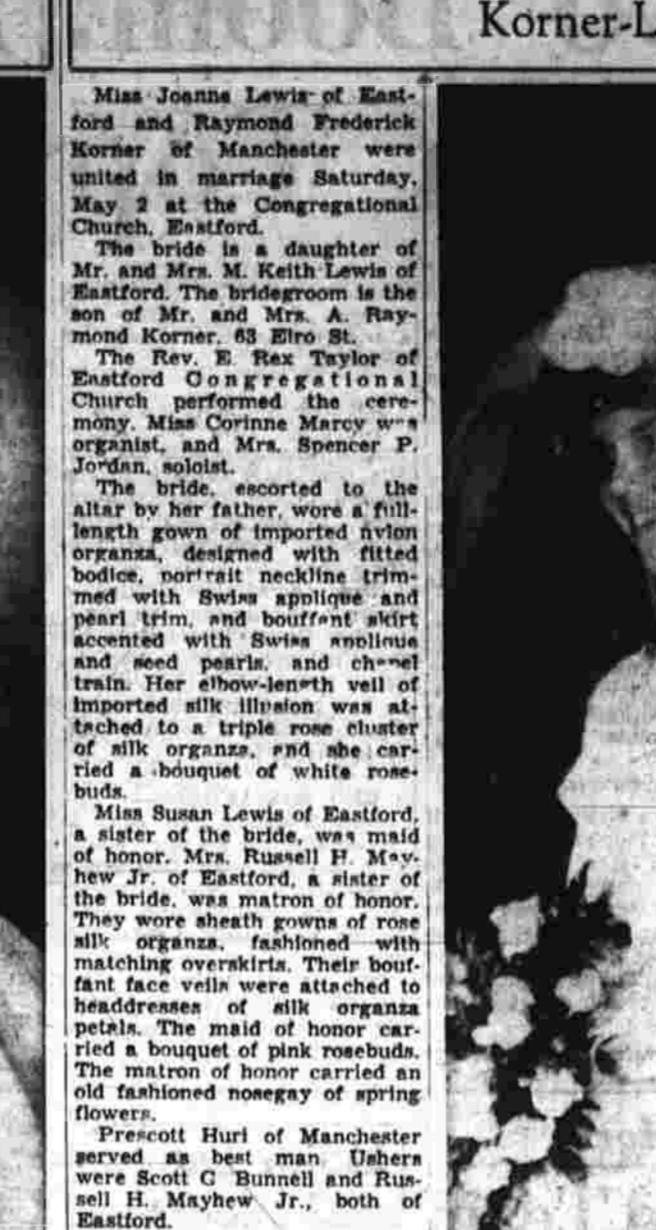 Korner-L
Miss Joanne Lewis of East-
ford and Raymond Frederick
Korner of Manchester were
united in marriage Saturday,
May 2 at the Congregational
Church, Eastford.
The bride is a daughter of
Mr. and Mrs. M. Keith Lewis of
Eastford. The bridegroom is the
son of Mr. and Mrs. A. Ray-
mond Korner, 63 Elro St.
The Rev. E. Rex Taylor of
Eastford Congregational
Church performed the cere-
mony. Miss Corinne Marcy was
organist, and Mrs. Spencer P.
Jordan, soloist.
The bride, escorted to the
altar by her father, wore a full-
length gown of imported nylon
organza, designed with fitted
bodice, portrait neckline trim-
med with Swiss applique and
pearl trim, and bouffant skirt
accented with Swiss applique
and seed pearls, and chapel
train. Her elbow-length veil of
imported silk illusion was at-
tached to a triple rose cluster
of silk organza, and she car-
ried a bouquet of white rose-
buds.
Miss Susan Lewis of Eastford,
a sister of the bride, was maid
of honor. Mrs. Russell H. May-
hew Jr. of Eastford, a sister of
the bride, was matron of honor.
They wore sheath gowns of rose
silk organza, fashioned with
matching overskirts. Their bouf-
fant face veils were attached to
headdresses of silk organza
petals. The maid of honor car-
ried a bouquet of pink rosebuds.
The matron of honor carried an
old fashioned nosegay of spring
flowers.
Prescott Hurl of Manchester
served as best man. Ushers
were Scott C Bunnell and Rus-
sell H. Mayhew Jr., both of
Eastford.